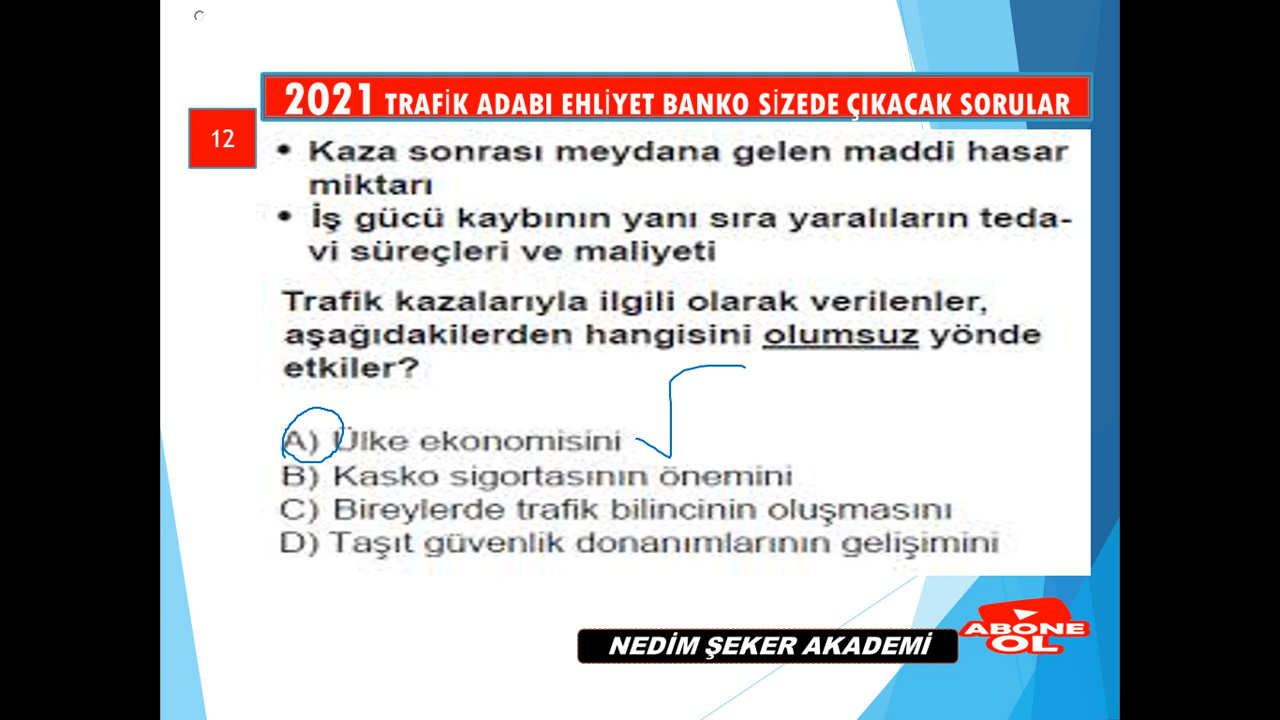 2021 TRAFİK ADABI EHLİYET BANKO SİZEDE ÇIKACAK SORULAR
12
• Kaza sonrası meydana gelen maddi hasar
miktarı
• İş gücü kaybının yanı sıra yaralıların teda-
vi süreçleri ve maliyeti
Trafik kazalarıyla ilgili olarak verilenler,
aşağıdakilerden hangisini olumsuz yönde
etkiler?
A) Ülke ekonomisini
B) Kasko sigortasının önemini
C) Bireylerde trafik bilincinin oluşmasını
D) Taşıt güvenlik donanımlarının gelişimini
NEDİM ŞEKER AKADEMİ
ABONE
OL